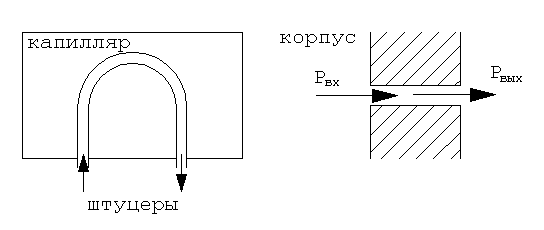 капилляр
штуцеры
корпус
Pвх
Pвых